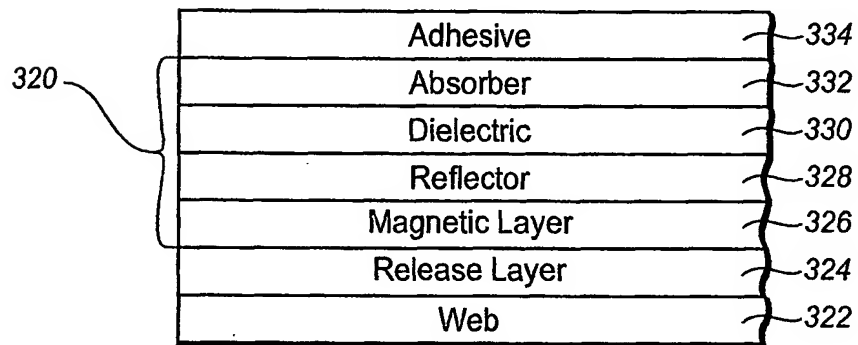 Adhesive 334
320 Absorber 332
Dielectric 330
Reflector 328
Magnetic Layer 326
Release Layer 324
Web 322